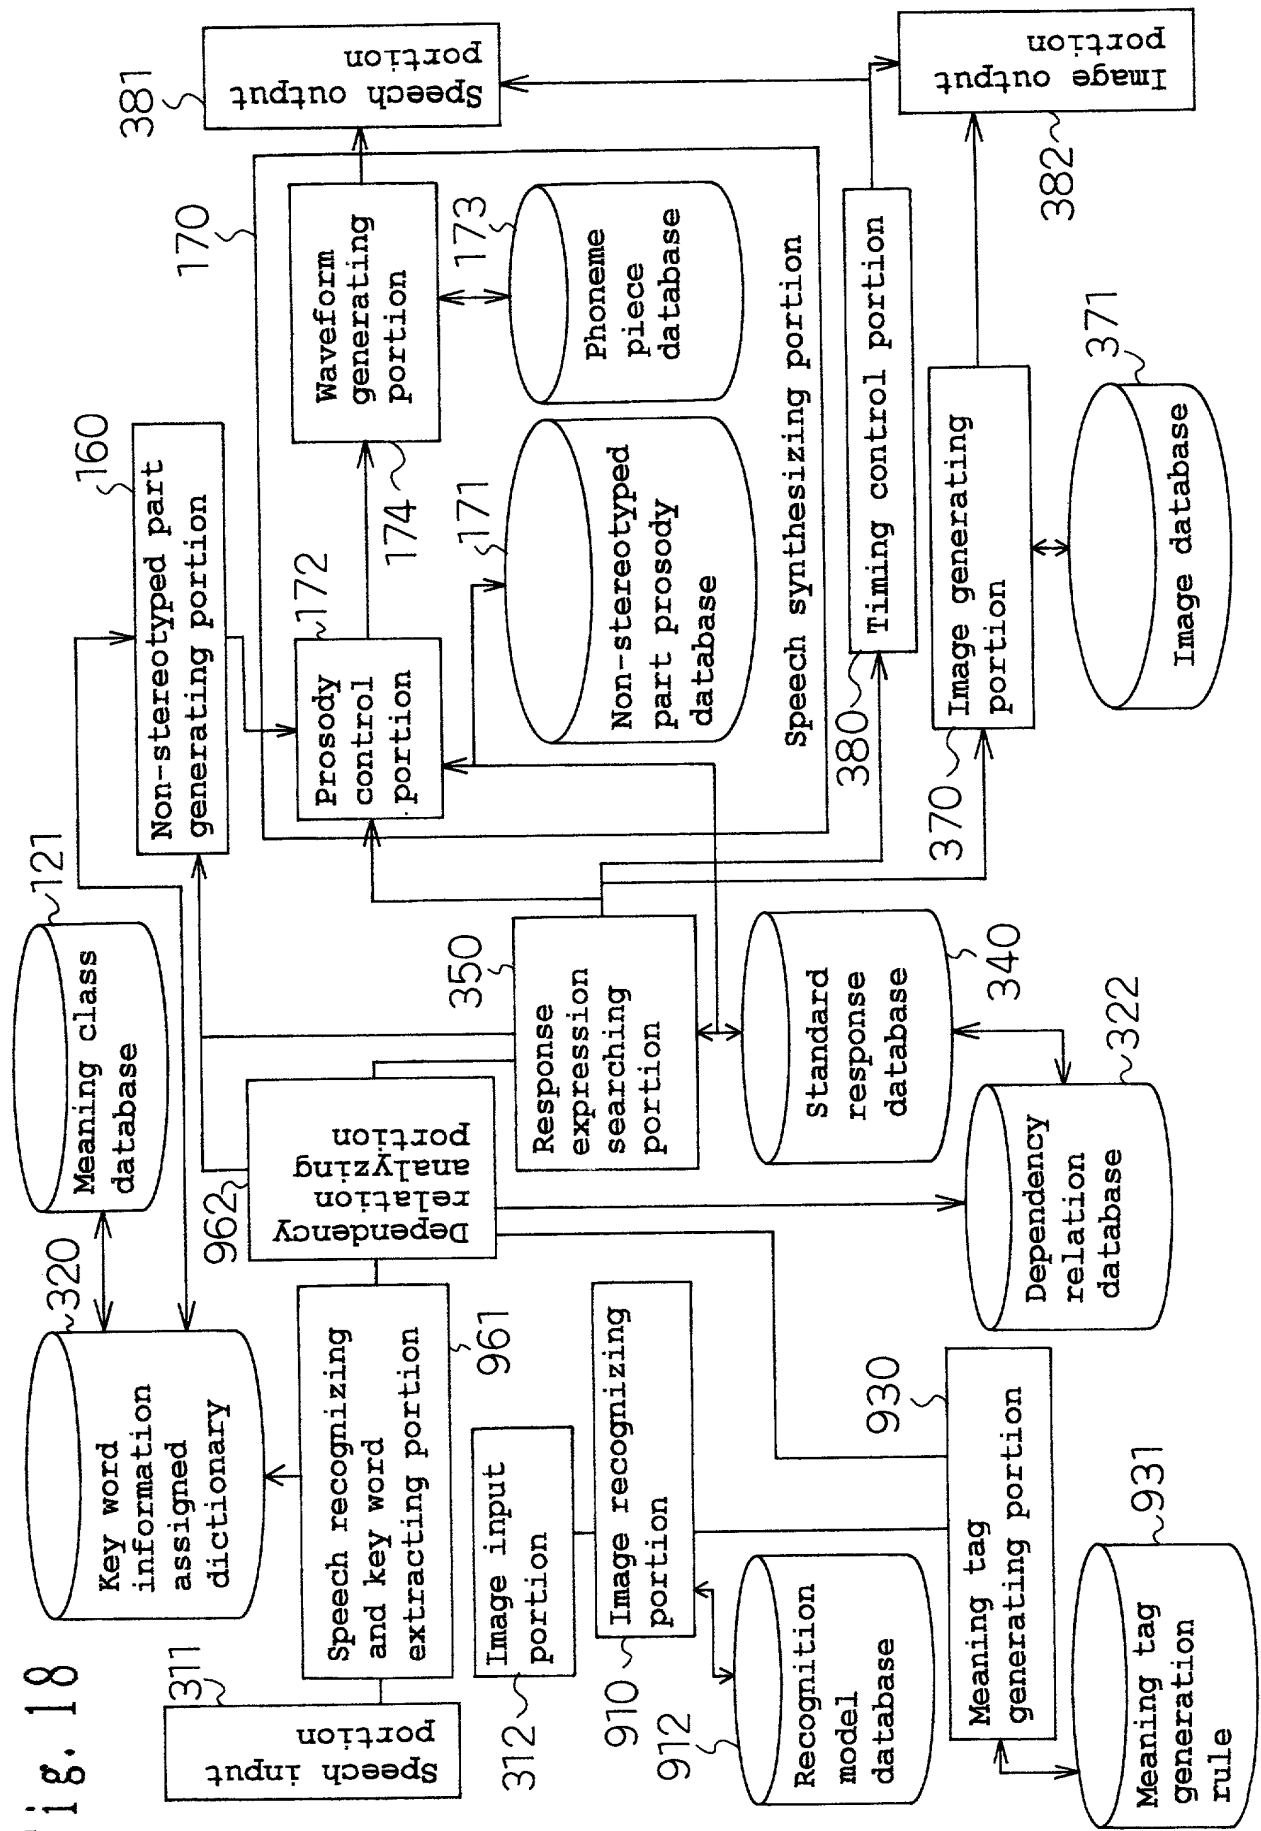 Fig. 18
311
Speech input
portion
320
Key word
information
assigned
dictionary
121
Meaning class
database
Speech recognizing
and key word
extracting portion
961
962
Dependency
relation
analyzing
portion
160
Non-stereotyped part
generating portion
170
172
Prosody
control
portion
174
Waveform
generating
portion
381
Speech output
portion
171
Non-stereotyped
part prosody
database
173
Phoneme
piece
database
Speech synthesizing portion
312
Image input
portion
910
Image recognizing
portion
912
Recognition
model
database
350
Response
expression
searching
portion
Standard
response
database
340
380
Timing control portion
370
Image generating
portion
371
Image database
382
Image output
portion
930
Meaning tag
generating portion
931
Meaning tag
generation
rule
322
Dependency
relation
database